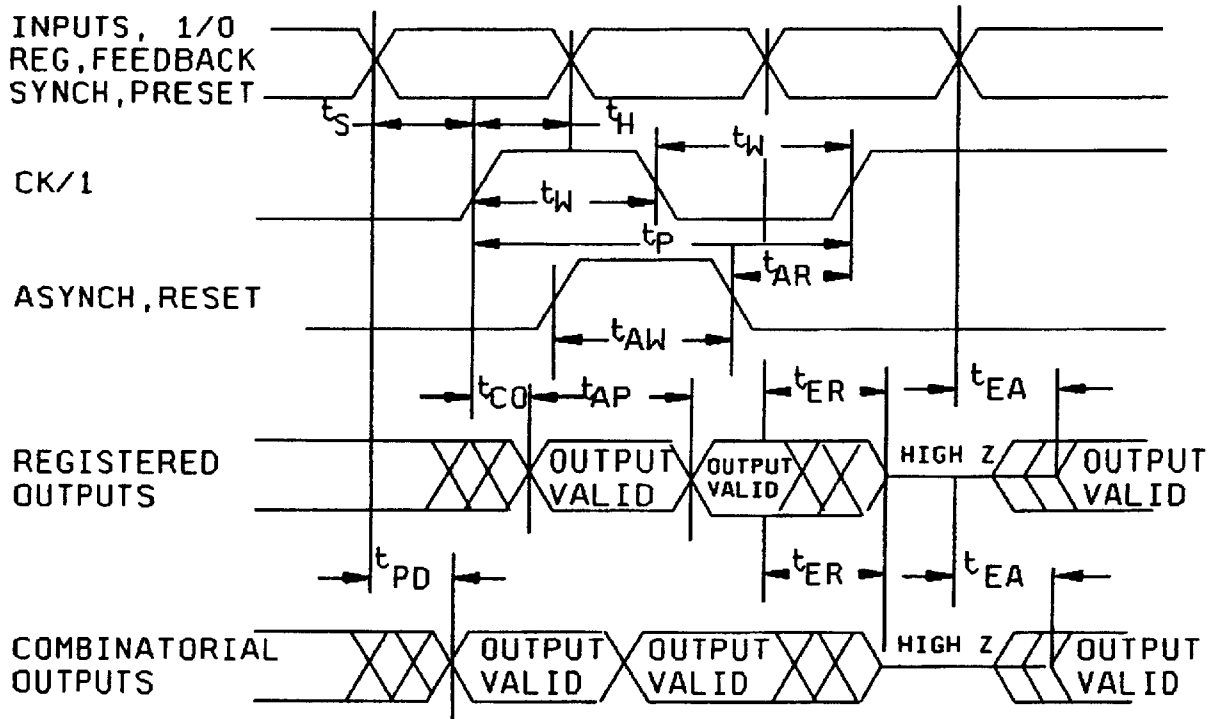 INPUTS, 1/0
REG,FEEDBACK
SYNCH,PRESET
tS
tH
tW
CK/1
tW
tP
tAR
ASYNCH,RESET
tAW
tCO
tAP
tER
tEA
REGISTERED
OUTPUTS
OUTPUT
VALID
OUTPUT
VALID
HIGH Z
OUTPUT
VALID
tPD
tER
tEA
COMBINATORIAL
OUTPUTS
OUTPUT
VALID
OUTPUT
VALID
HIGH Z
OUTPUT
VALID